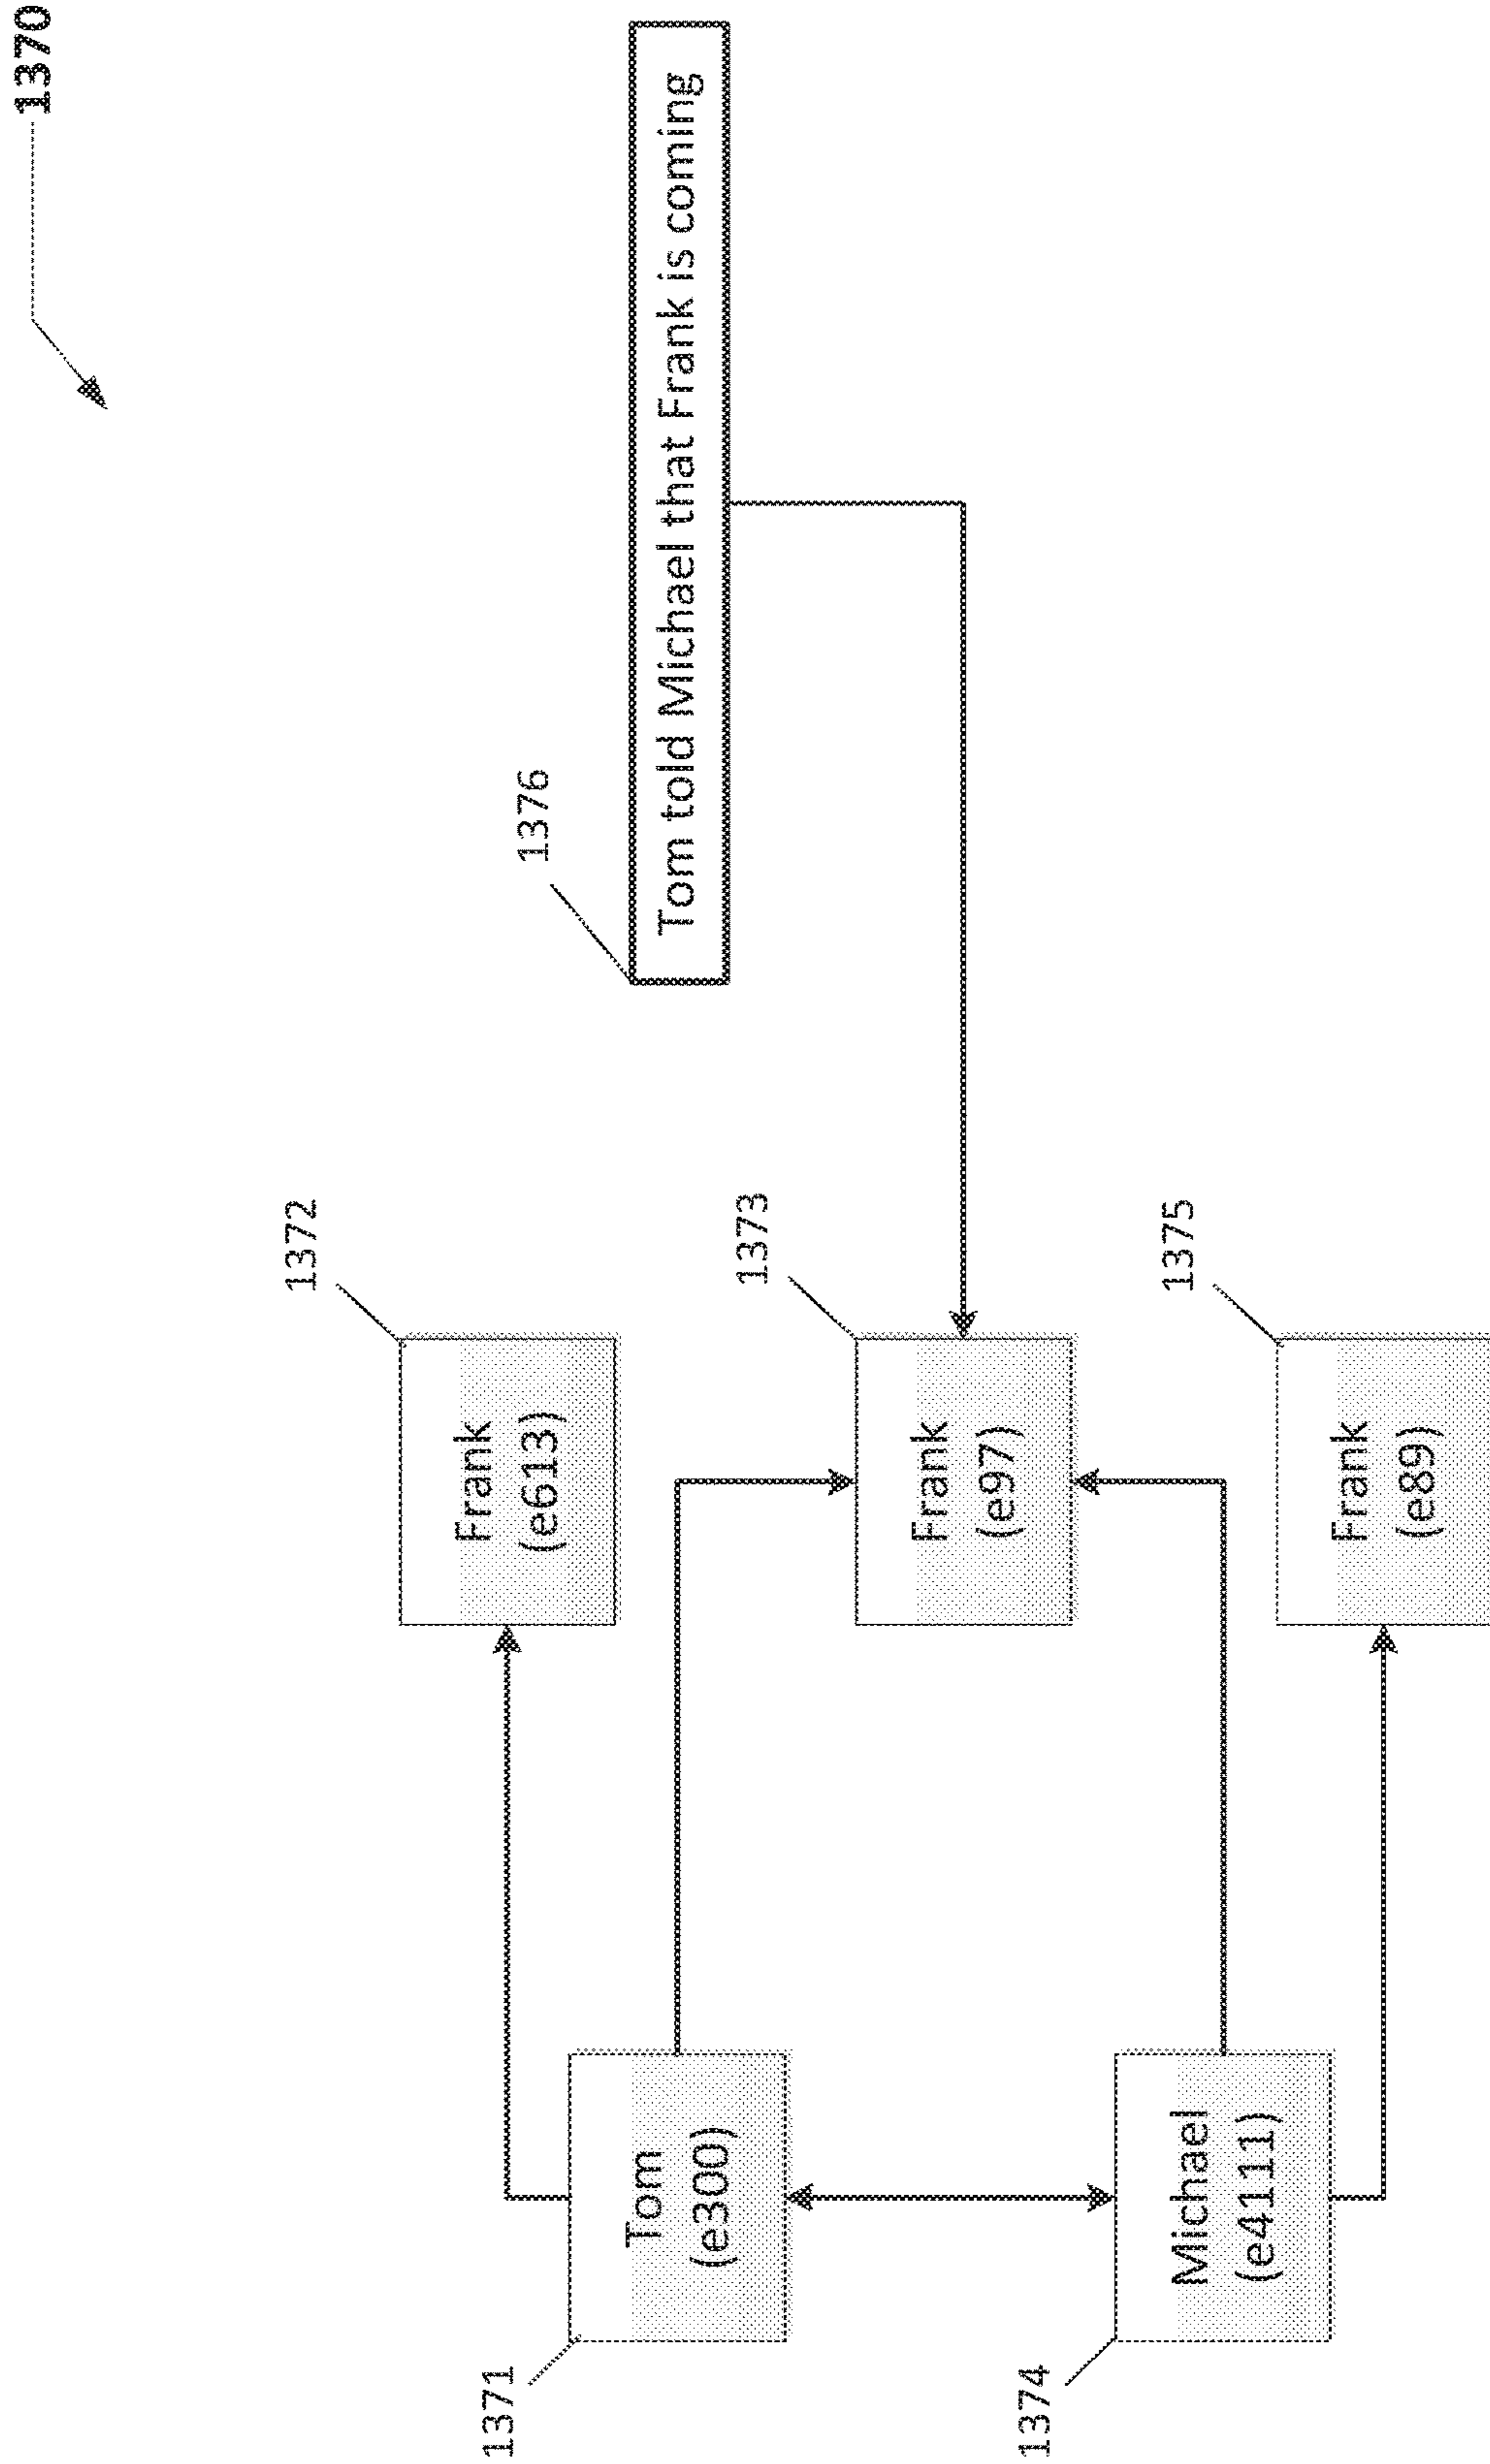 1370
1372
Frank
(e613)
1371
Tom
(e300)
1376
Tom told Michael that Frank is coming
1373
Frank
(e97)
1374
Michael
(e4111)
1375
Frank
(e89)